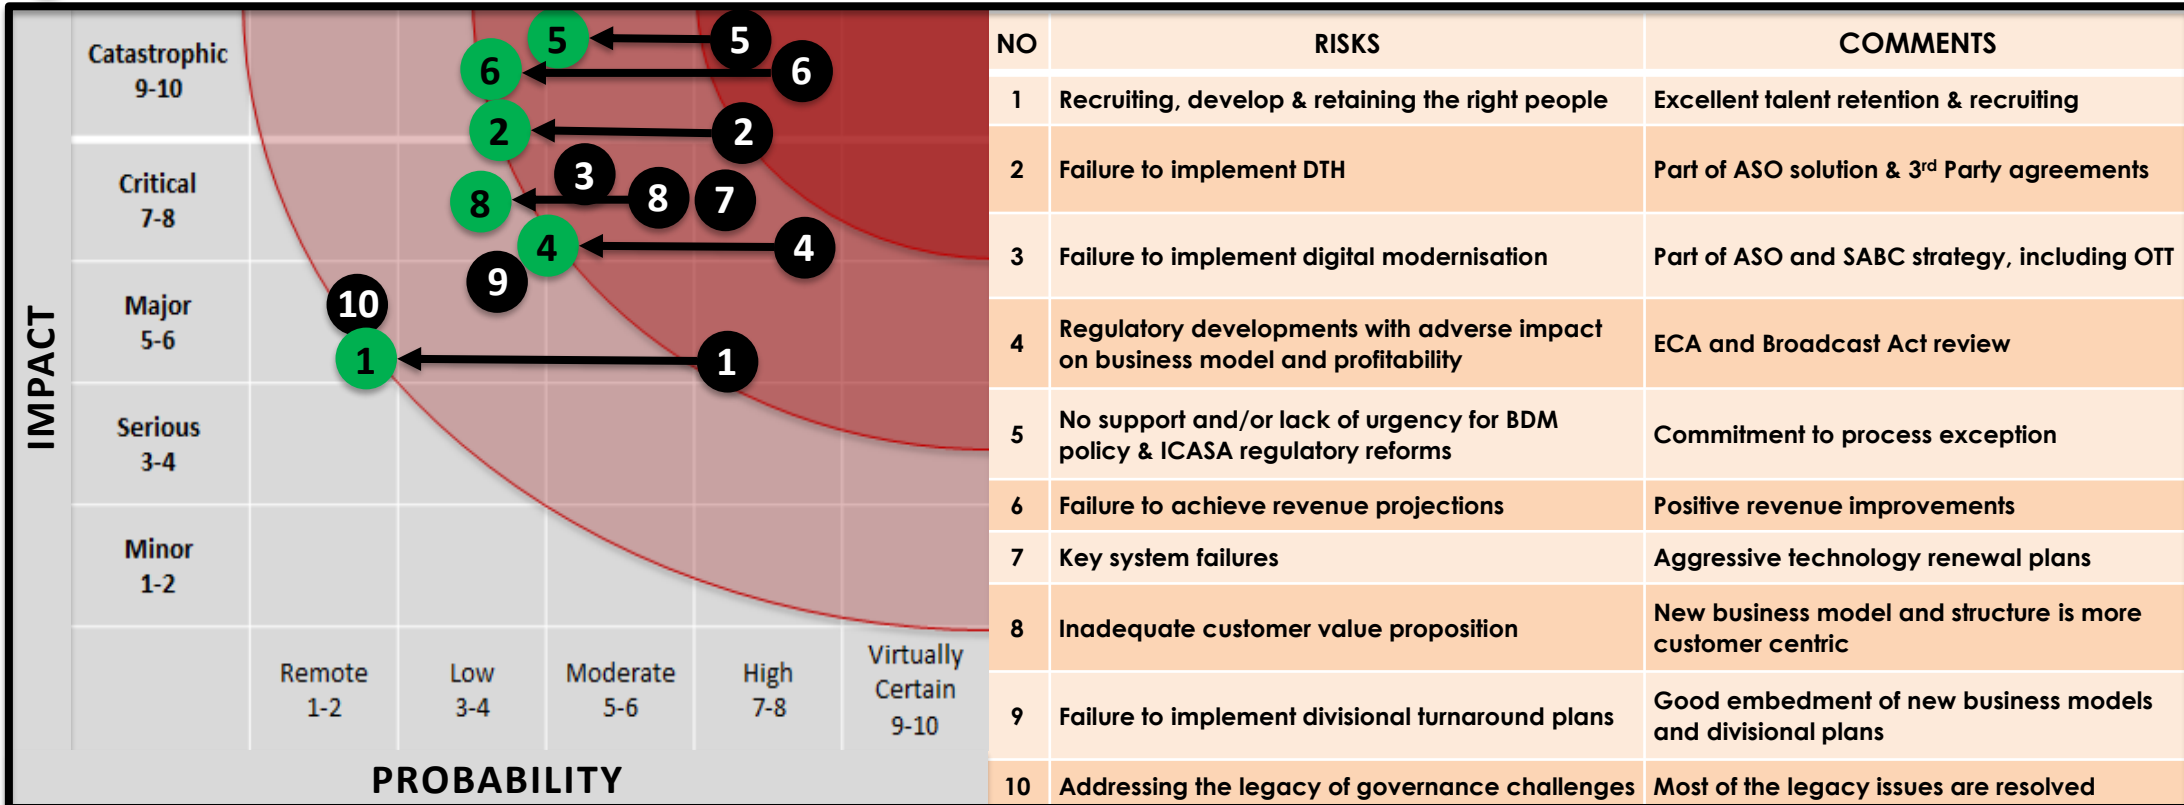 IMPACT
Catastrophic
9-10
Critical
7-8
Major
5-6
Serious
3-4
Minor
1-2
5
5
6
6
2
2
3
8
8
7
4
4
9
10
1
1
Remote
1-2
Low
3-4
Moderate
5-6
High
7-8
Virtually
Certain
9-10
PROBABILITY
NO RISKS COMMENTS
1 Recruiting, develop & retaining the right people Excellent talent retention & recruiting
2 Failure to implement DTH Part of ASO solution & 3rd Party agreements
3 Failure to implement digital modernisation Part of ASO and SABC strategy, including OTT
4 Regulatory developments with adverse impact
on business model and profitability
ECA and Broadcast Act review
5 No support and/or lack of urgency for BDM
policy & ICASA regulatory reforms
Commitment to process exception
6 Failure to achieve revenue projections Positive revenue improvements
7 Key system failures Aggressive technology renewal plans
8 Inadequate customer value proposition
New business model and structure is more
customer centric
9 Failure to implement divisional turnaround plans
Good embedment of new business models
and divisional plans
10 Addressing the legacy of governance challenges Most of the legacy issues are resolved